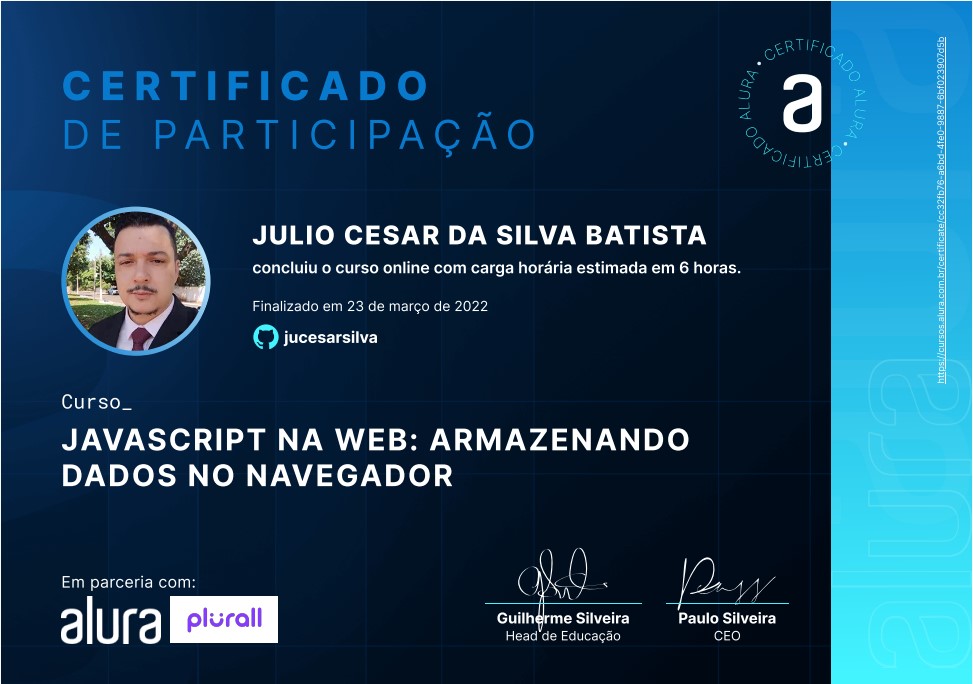 CERTIFICADO
DE PARTICIPAÇÃO
CERTIFICADO ALURA • CERTIFICADO ALURA •
a
JULIO CESAR DA SILVA BATISTA
concluiu o curso online com carga horária estimada em 6 horas.
Finalizado em 23 de março de 2022
jucesarsilva
Curso_
JAVASCRIPT NA WEB: ARMAZENANDO
DADOS NO NAVEGADOR
Em parceria com:
alura plurall
Guilherme Silveira
Head de Educação
Paulo Silveira
CEO
https://cursos.alura.com.br/certificate/cc32fb76-a6bd-4fe0-9887-6bf023907d5b
alura